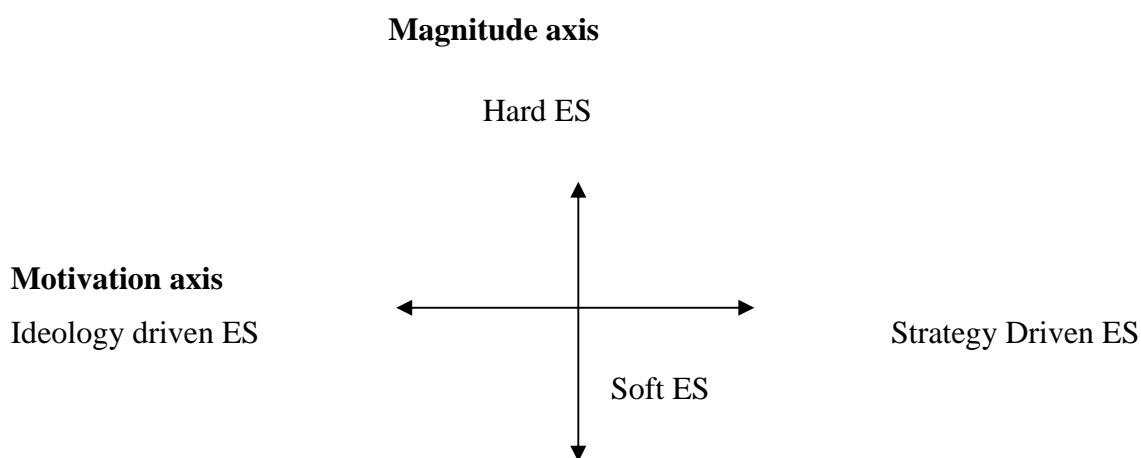 Magnitude axis
Hard ES
Motivation axis
Ideology driven ES
Strategy Driven ES
Soft ES